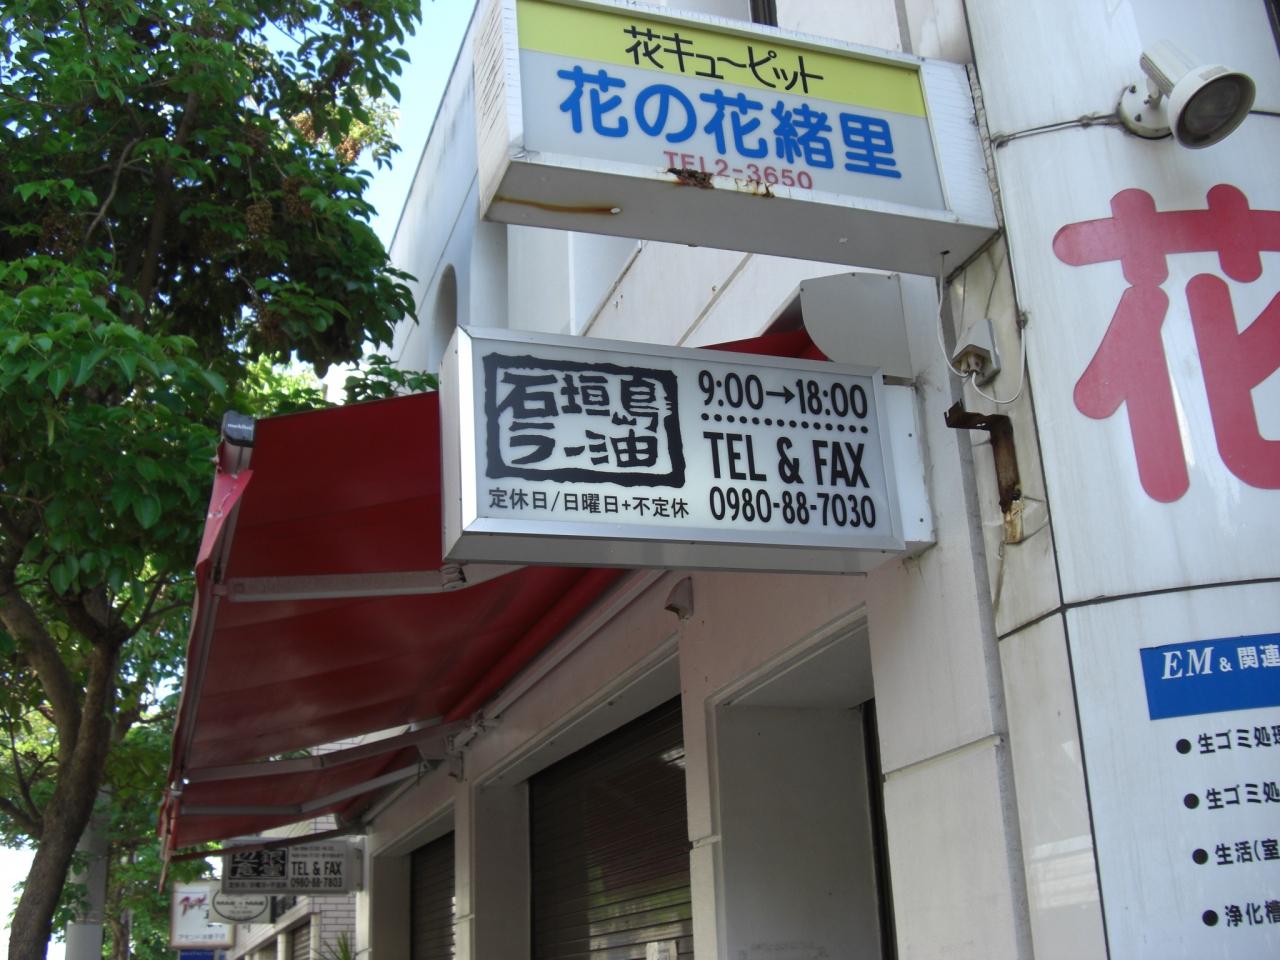 花キューピット
花の花緒里
TEL2-3650
花
石垣島
ラー油
9:00→18:00
TEL & FAX
0980-88-7030
定休日/日曜日+不定休
EM & 関連
●生ゴミ処理
●生ゴミ処
●生活(室
●浄化槽
TEL & FAX
0980-88-7803